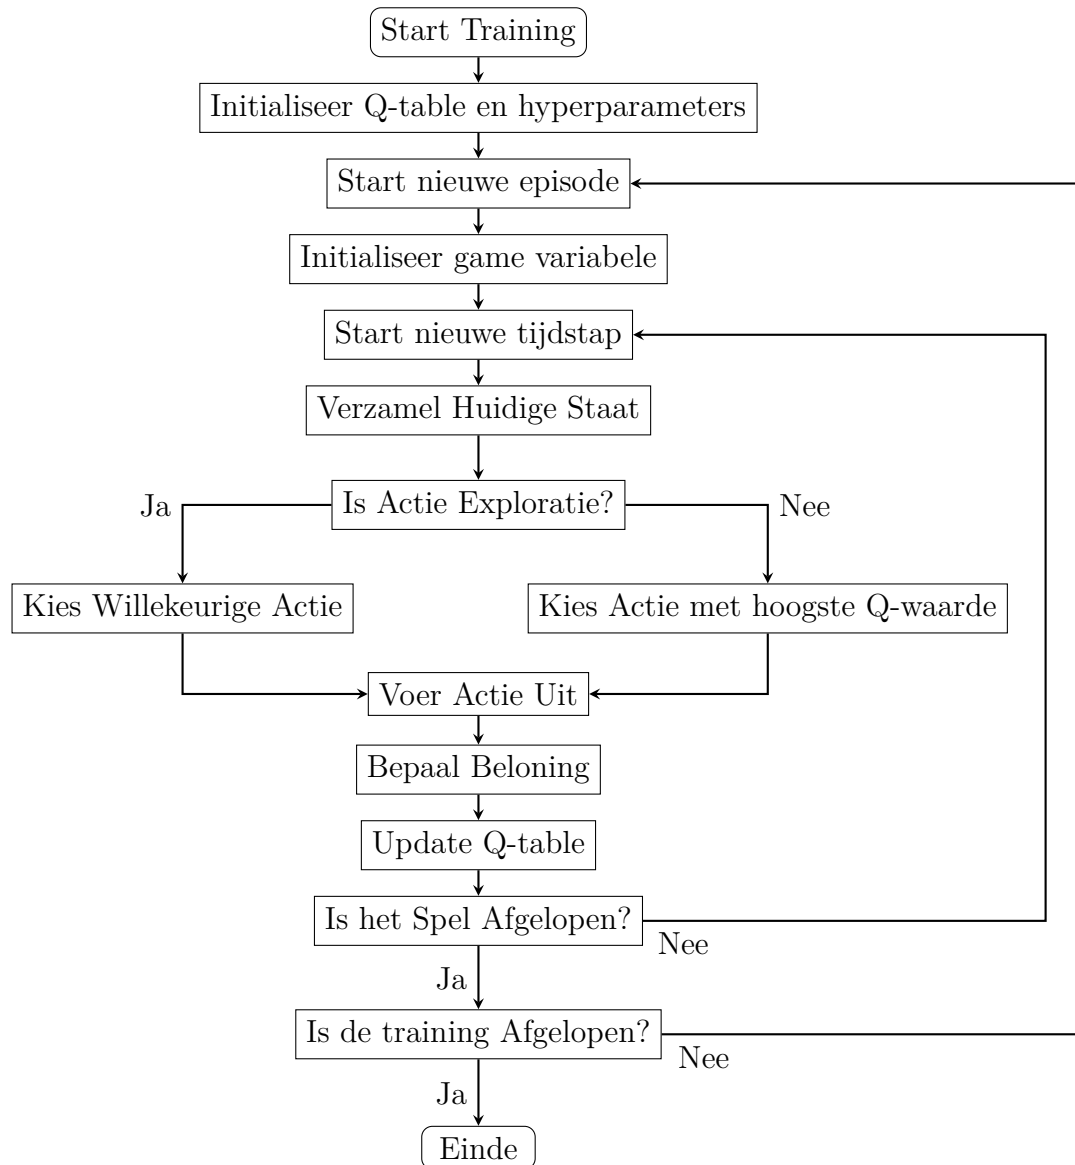 Start Training
Initialiseer Q-table en hyperparameters
Start nieuwe episode
Initialiseer game variabele
Start nieuwe tijdstap
Verzamel Huidige Staat
Ja
Is Actie Exploratie?
Nee
Kies Willekeurige Actie
Kies Actie met hoogste Q-waarde
Voer Actie Uit
Bepaal Beloning
Update Q-table
Is het Spel Afgelopen?
Nee
Ja
Is de training Afgelopen?
Nee
Ja
Einde